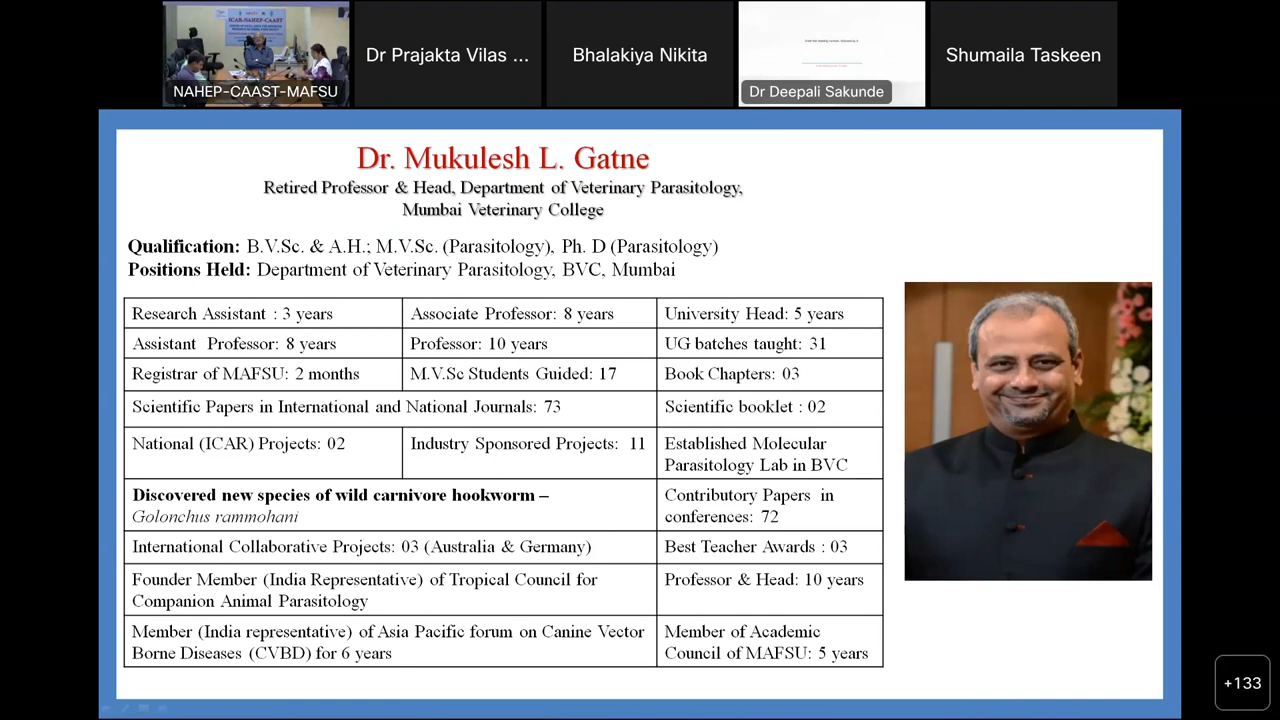 ICAR-NAHEP-CAAST
NAHEP-CAAST-MAFSU
Dr Prajakta Vilas ...
Bhalakiya Nikita
Dr Deepali Sakunde
Shumaila Taskeen
Dr. Mukulesh L. Gatne
Retired Professor & Head, Department of Veterinary Parasitology,
Mumbai Veterinary College
Qualification: B.V.Sc. & A.H.; M.V.Sc. (Parasitology), Ph. D (Parasitology)
Positions Held: Department of Veterinary Parasitology, BVC, Mumbai
Research Assistant : 3 years
Associate Professor: 8 years
University Head: 5 years
Assistant Professor: 8 years
Professor: 10 years
UG batches taught: 31
Registrar of MAFSU: 2 months
M.V.Sc Students Guided: 17
Book Chapters: 03
Scientific Papers in International and National Journals: 73
Scientific booklet : 02
National (ICAR) Projects: 02
Industry Sponsored Projects: 11
Established Molecular
Parasitology Lab in BVC
Discovered new species of wild carnivore hookworm –
Golonchus rammohani
Contributory Papers in
conferences: 72
International Collaborative Projects: 03 (Australia & Germany)
Best Teacher Awards : 03
Founder Member (India Representative) of Tropical Council for
Companion Animal Parasitology
Professor & Head: 10 years
Member (India representative) of Asia Pacific forum on Canine Vector
Borne Diseases (CVBD) for 6 years
Member of Academic
Council of MAFSU: 5 years
+133